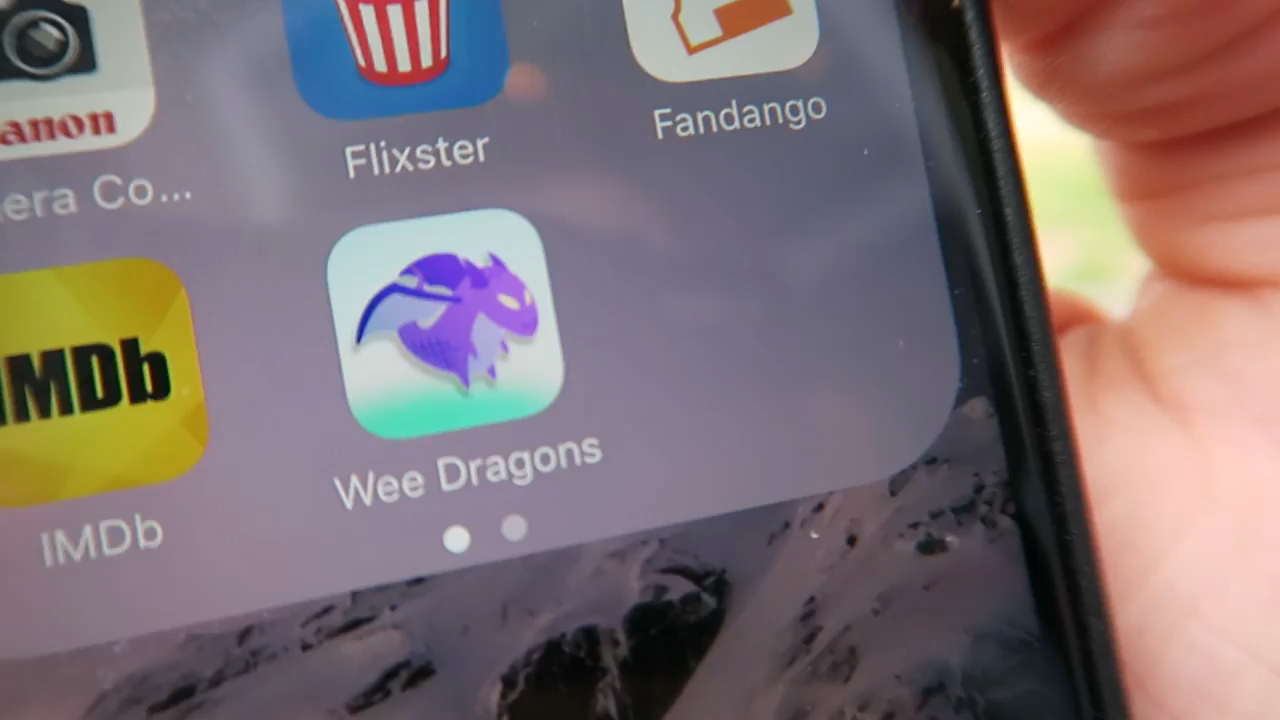 anon
era Co...
Flixster
Fandango
IMDb
IMDb
Wee Dragons